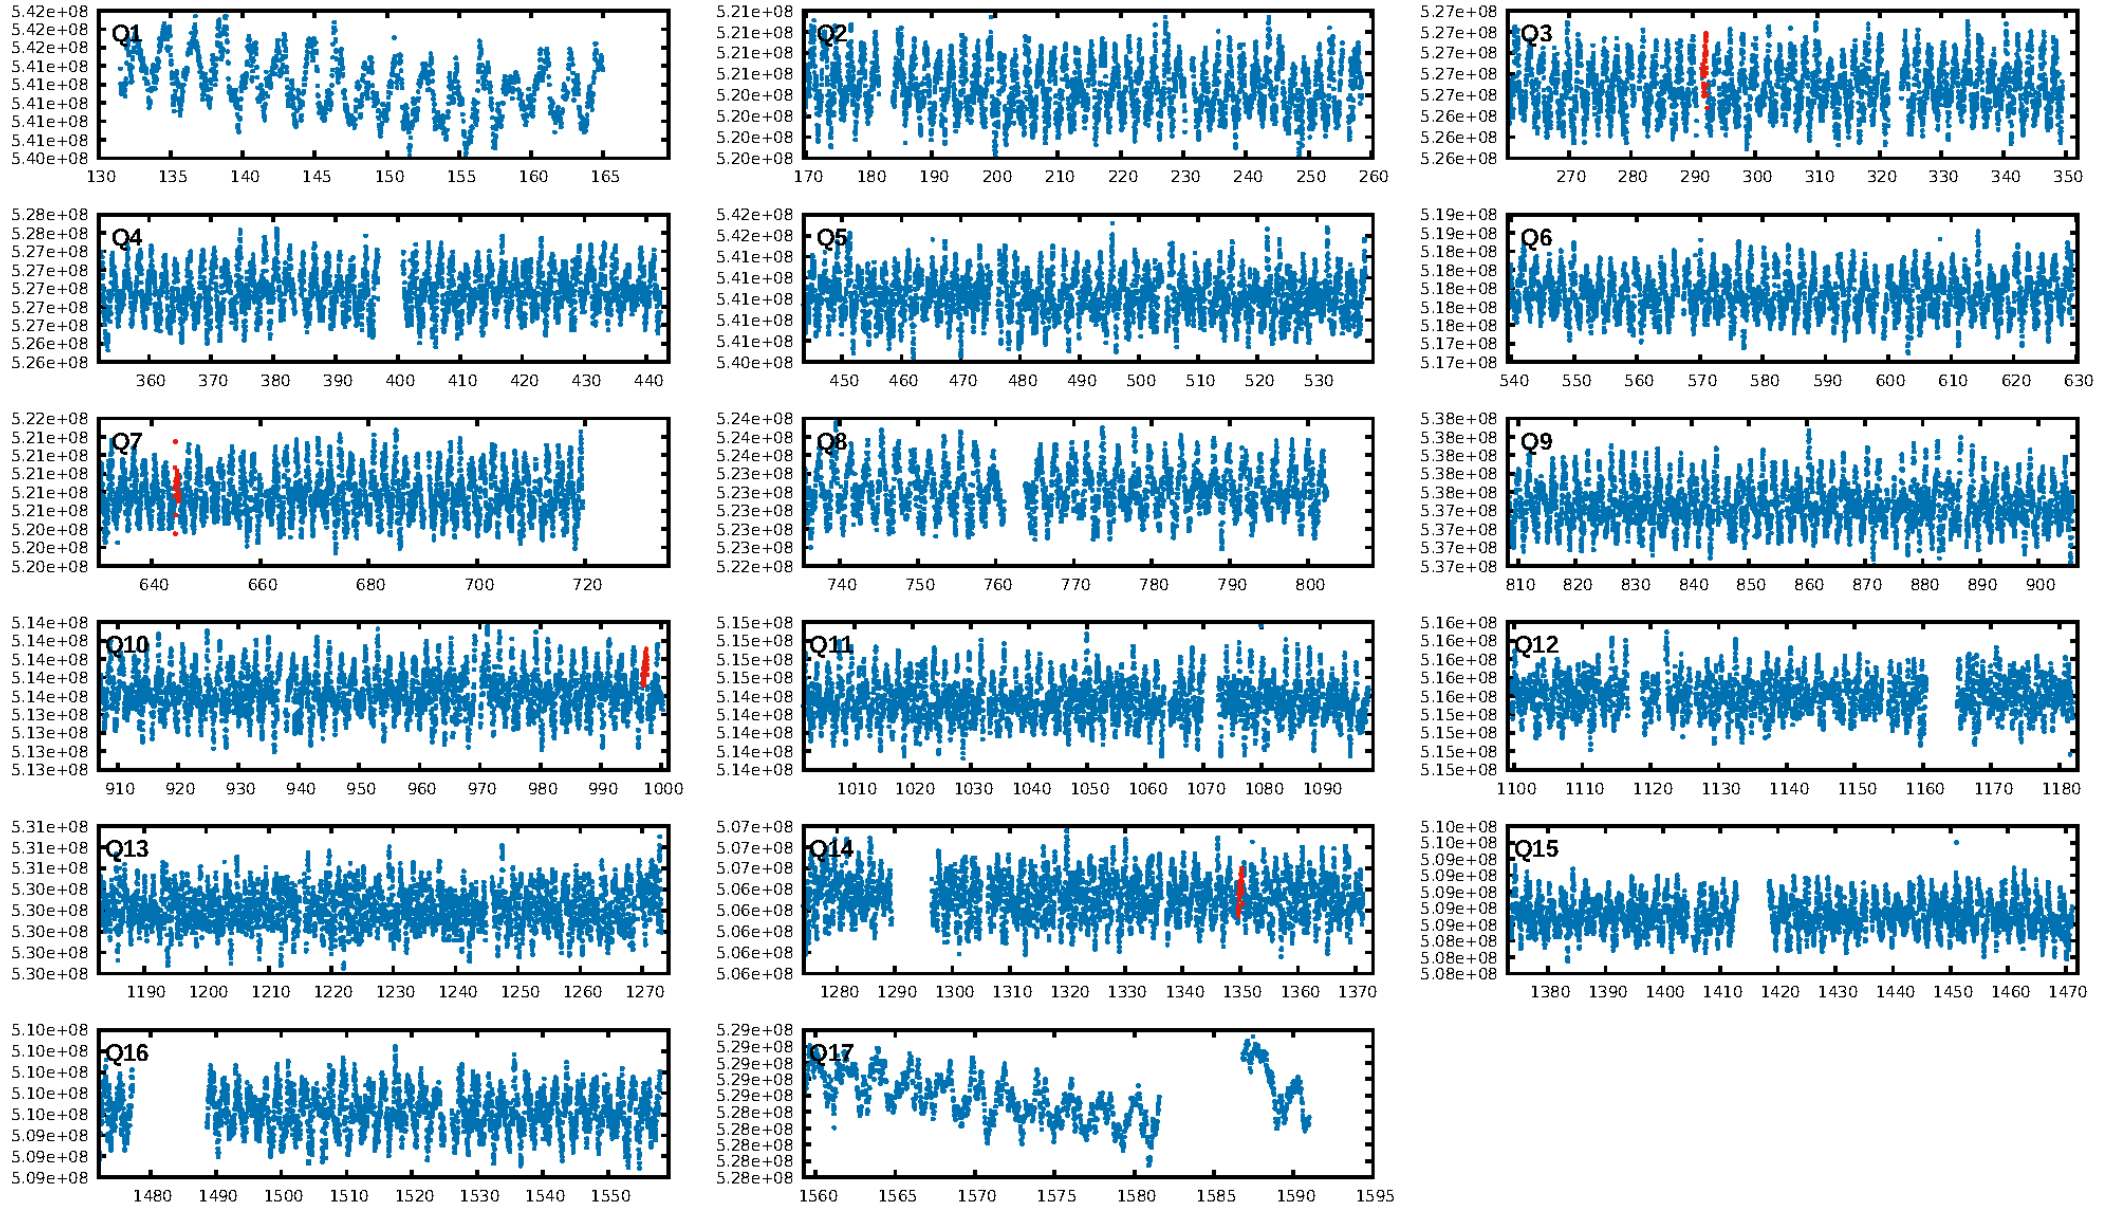 5.42e+08 5.42e+08 5.42e+08 5.41e+08 5.41e+08 5.41e+08 5.41e+08 5.41e+08 5.40e+08
Q1
130 135 140 145 150 155 160 165
5.21e+08 5.21e+08 5.21e+08 5.21e+08 5.20e+08 5.20e+08 5.20e+08 5.20e+08
Q2
170 180 190 200 210 220 230 240 250 260
5.27e+08 5.27e+08 5.27e+08 5.27e+08 5.27e+08 5.26e+08 5.26e+08 5.26e+08
Q3
270 280 290 300 310 320 330 340 350
5.28e+08 5.28e+08 5.27e+08 5.27e+08 5.27e+08 5.27e+08 5.27e+08 5.26e+08 5.26e+08
Q4
360 370 380 390 400 410 420 430 440
5.42e+08 5.42e+08 5.41e+08 5.41e+08 5.41e+08 5.41e+08 5.41e+08 5.40e+08
Q5
450 460 470 480 490 500 510 520 530
5.19e+08 5.19e+08 5.18e+08 5.18e+08 5.18e+08 5.18e+08 5.18e+08 5.17e+08 5.17e+08
Q6
540 550 560 570 580 590 600 610 620 630
5.22e+08 5.21e+08 5.21e+08 5.21e+08 5.21e+08 5.21e+08 5.20e+08 5.20e+08 5.20e+08
Q7
640 660 680 700 720
5.24e+08 5.24e+08 5.24e+08 5.23e+08 5.23e+08 5.23e+08 5.23e+08 5.23e+08 5.22e+08
Q8
740 750 760 770 780 790 800
5.38e+08 5.38e+08 5.38e+08 5.38e+08 5.38e+08 5.37e+08 5.37e+08 5.37e+08 5.37e+08
Q9
810 820 830 840 850 860 870 880 890 900
5.14e+08 5.14e+08 5.14e+08 5.14e+08 5.14e+08 5.13e+08 5.13e+08 5.13e+08 5.13e+08
Q10
910 920 930 940 950 960 970 980 990 1000
5.15e+08 5.15e+08 5.15e+08 5.15e+08 5.14e+08 5.14e+08 5.14e+08 5.14e+08 5.14e+08
Q11
1010 1020 1030 1040 1050 1060 1070 1080 1090
5.16e+08 5.16e+08 5.16e+08 5.16e+08 5.16e+08 5.15e+08 5.15e+08 5.15e+08 5.15e+08
Q12
1100 1110 1120 1130 1140 1150 1160 1170 1180
5.31e+08 5.31e+08 5.31e+08 5.30e+08 5.30e+08 5.30e+08 5.30e+08 5.30e+08
Q13
1190 1200 1210 1220 1230 1240 1250 1260 1270
5.07e+08 5.07e+08 5.07e+08 5.06e+08 5.06e+08 5.06e+08 5.06e+08 5.06e+08
Q14
1280 1290 1300 1310 1320 1330 1340 1350 1360 1370
5.10e+08 5.10e+08 5.09e+08 5.09e+08 5.09e+08 5.09e+08 5.09e+08 5.08e+08 5.08e+08 5.08e+08
Q15
1380 1390 1400 1410 1420 1430 1440 1450 1460 1470
5.10e+08 5.10e+08 5.10e+08 5.10e+08 5.10e+08 5.09e+08 5.09e+08 5.09e+08
Q16
1480 1490 1500 1510 1520 1530 1540 1550
5.29e+08 5.29e+08 5.29e+08 5.29e+08 5.29e+08 5.28e+08 5.28e+08 5.28e+08 5.28e+08 5.28e+08
Q17
1560 1565 1570 1575 1580 1585 1590 1595